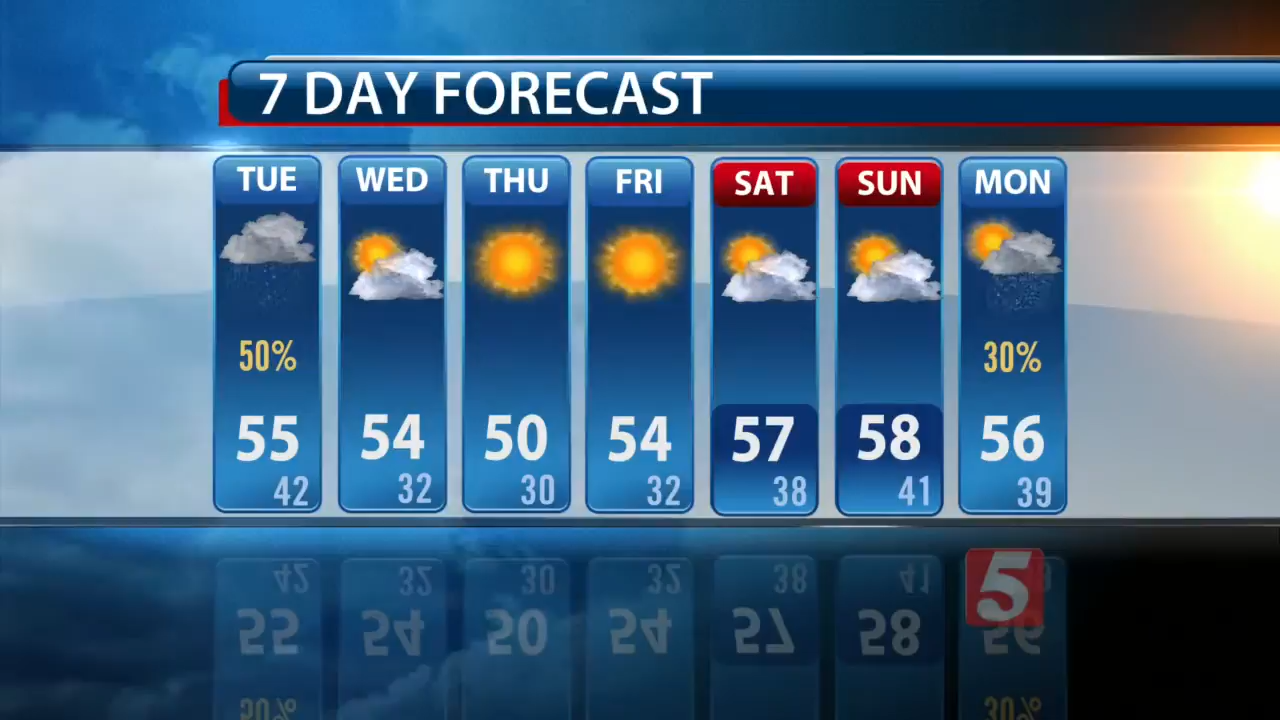 7 DAY FORECAST
TUE WED THU FRI SAT SUN MON
50% 30%
55 54 50 54 57 58 56
42 32 30 32 38 41 39
5